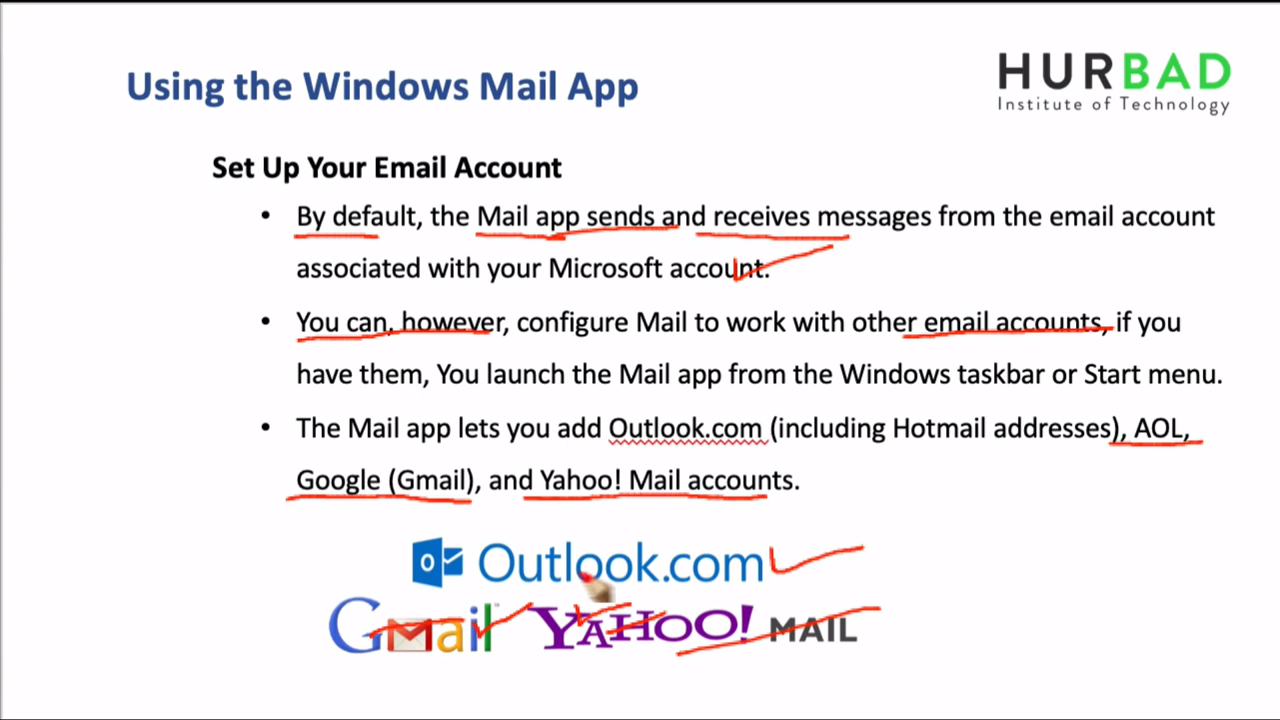 Using the Windows Mail App
HURBAD
Institute of Technology
Set Up Your Email Account
• By default, the Mail app sends and receives messages from the email account
associated with your Microsoft account.
• You can, however, configure Mail to work with other email accounts, if you
have them, You launch the Mail app from the Windows taskbar or Start menu.
• The Mail app lets you add Outlook.com (including Hotmail addresses), AOL,
Google (Gmail), and Yahoo! Mail accounts.
Outlook.com
Gmail YAHOO! MAIL